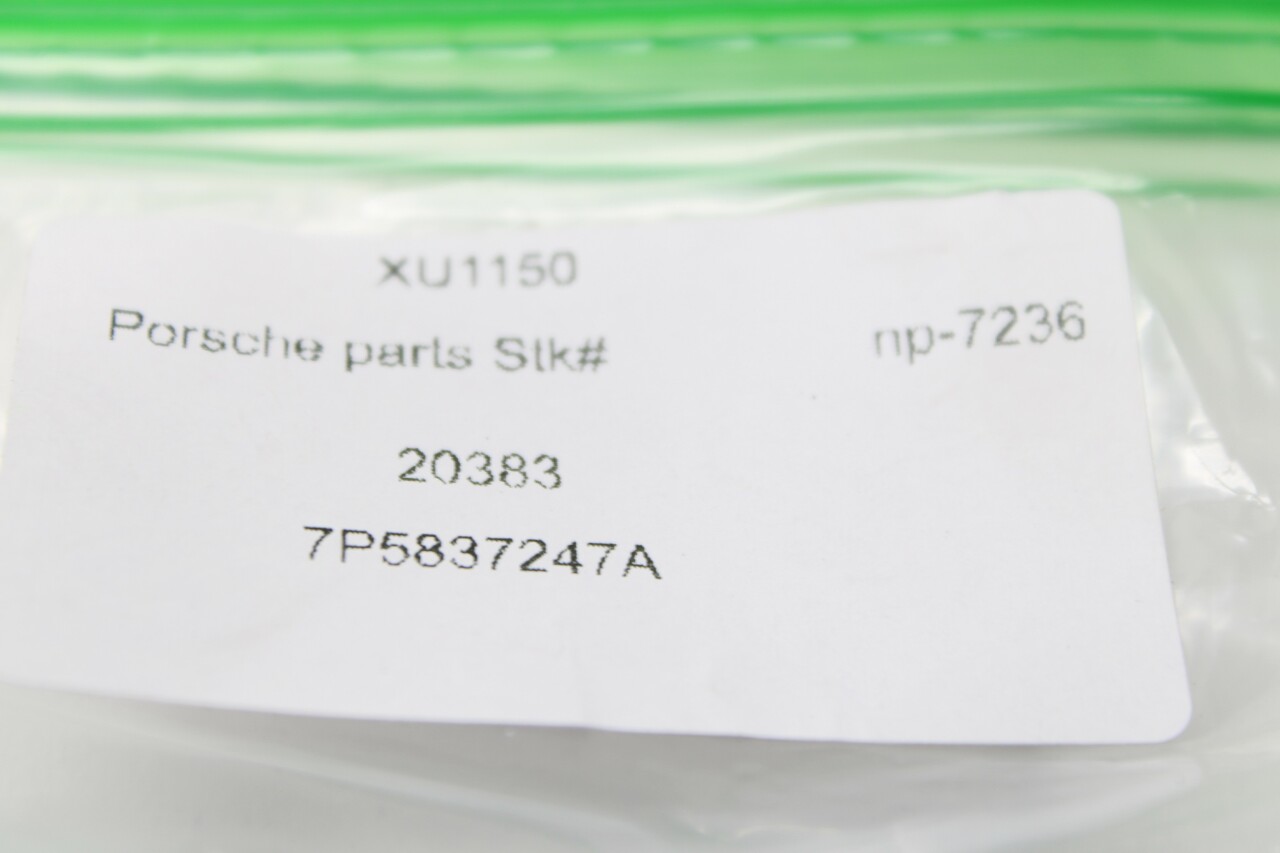 XU1150
Porsche parts Stk# np-7236
20383
7P5837247A